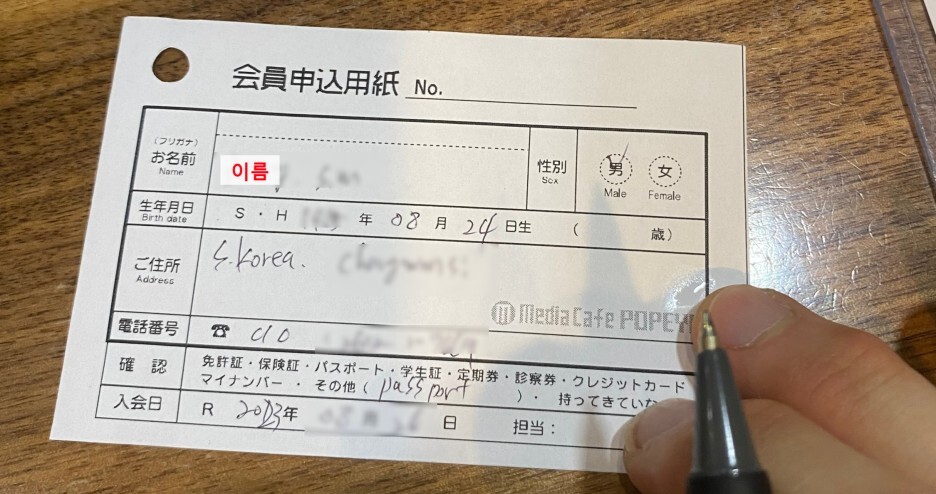 会員申込用紙 No.
(フリガナ)
お名前
Name
이름
性別
Sex
男
Male
女
Female
生年月日
Birth date
S・H 年 08 月 24 日生 ( 歳)
ご住所
Address
S.Korea.
MediaCafe POPEY
電話番号 ☎ 010
確認 免許証・保険証・パスポート・学生証・定期券・診察券・クレジットカード
マイナンバー・その他( passport )・持ってきていな
入会日 R 2023年 日 担当: